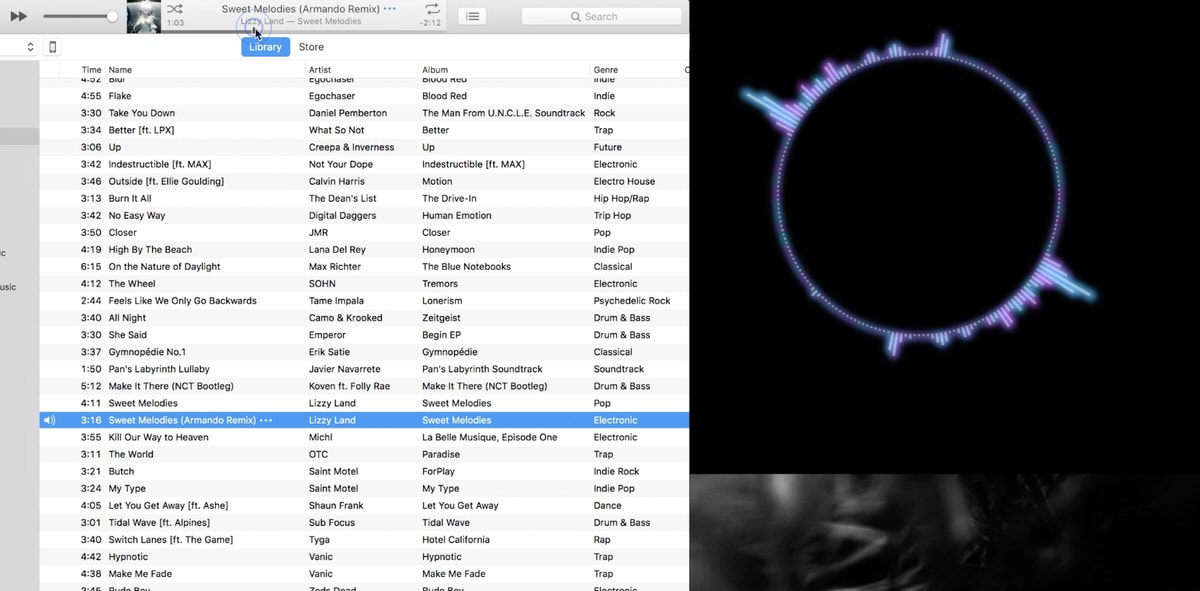 Sweet Melodies (Armando Remix) •••
1:03 Lizzy Land — Sweet Melodies -2:12
Search
Library Store
Time Name Artist Album Genre
4:52 Blur Egochaser Blood Red Indie
4:55 Flake Egochaser Blood Red Indie
3:30 Take You Down Daniel Pemberton The Man From U.N.C.L.E. Soundtrack Rock
3:34 Better [ft. LPX] What So Not Better Trap
3:06 Up Creepa & Inverness Up Future
3:42 Indestructible [ft. MAX] Not Your Dope Indestructible [ft. MAX] Electronic
3:46 Outside [ft. Ellie Goulding] Calvin Harris Motion Electro House
3:13 Burn It All The Dean's List The Drive-In Hip Hop/Rap
3:42 No Easy Way Digital Daggers Human Emotion Trip Hop
3:50 Closer JMR Closer Pop
4:19 High By The Beach Lana Del Rey Honeymoon Indie Pop
6:15 On the Nature of Daylight Max Richter The Blue Notebooks Classical
4:12 The Wheel SOHN Tremors Electronic
2:44 Feels Like We Only Go Backwards Tame Impala Lonerism Psychedelic Rock
3:40 All Night Camo & Krooked Zeitgeist Drum & Bass
3:30 She Said Emperor Begin EP Drum & Bass
3:37 Gymnopédie No.1 Erik Satie Gymnopédie Classical
1:50 Pan's Labyrinth Lullaby Javier Navarrete Pan's Labyrinth Soundtrack Soundtrack
5:12 Make It There (NCT Bootleg) Koven ft. Folly Rae Make It There (NCT Bootleg) Drum & Bass
4:11 Sweet Melodies Lizzy Land Sweet Melodies Pop
3:16 Sweet Melodies (Armando Remix) ••• Lizzy Land Sweet Melodies Electronic
3:55 Kill Our Way to Heaven Michl La Belle Musique, Episode One Electronic
3:11 The World OTC Paradise Trap
3:21 Butch Saint Motel ForPlay Indie Rock
3:24 My Type Saint Motel My Type Indie Pop
4:05 Let You Get Away [ft. Ashe] Shaun Frank Let You Get Away Dance
3:01 Tidal Wave [ft. Alpines] Sub Focus Tidal Wave Drum & Bass
3:40 Switch Lanes [ft. The Game] Tyga Hotel California Rap
4:42 Hypnotic Vanic Hypnotic Trap
4:38 Make Me Fade Vanic Make Me Fade Trap
2:45 Rude Boy Zeds Dead Rude Boy Electronic
ic
usic